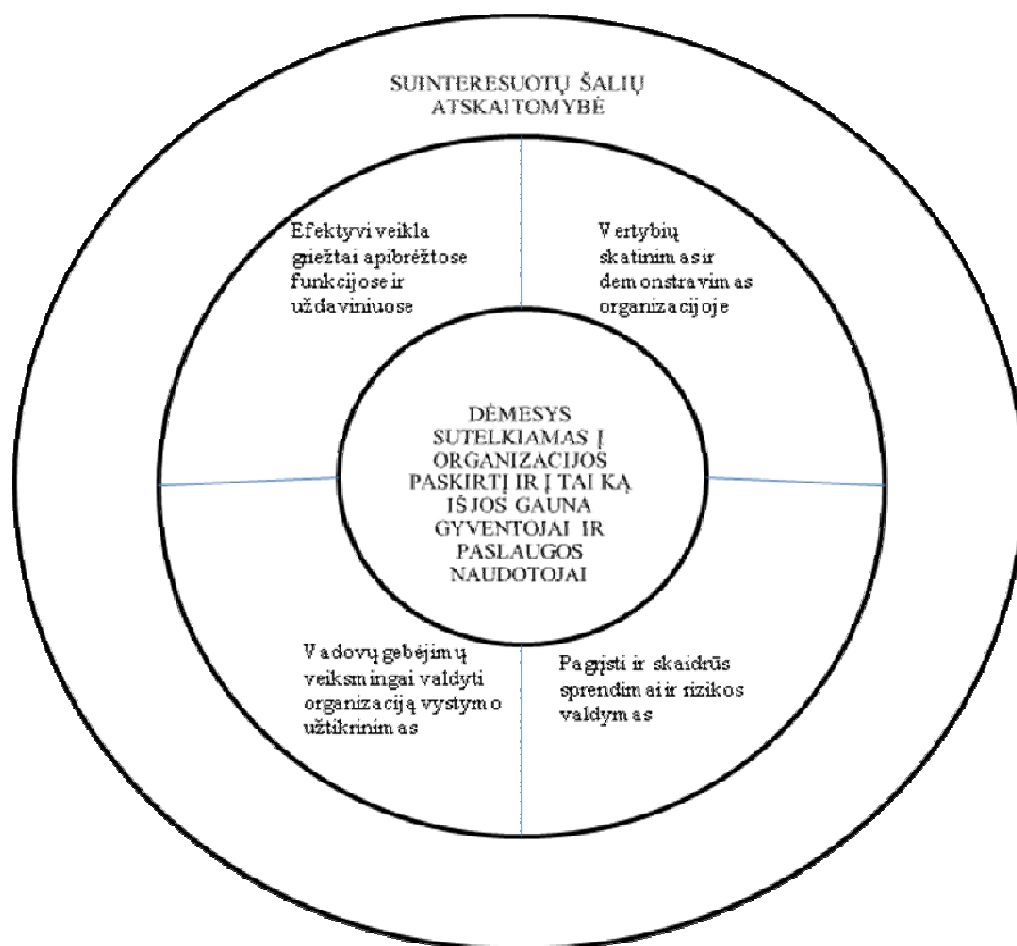 SUINTERESUOTŲ ŠALIŲ
ATSKAITOMYBĖ
Efektyvi veikla
griežtai apibrėžtose
funkcijose ir
uždaviniuose
Vertybių
skatinimas ir
demonstravimas
organizacijoje
DĖMESYS
SUTELKIAMAS Į
ORGANIZACIJOS
PASKIRTĮ IR Į TAI KĄ
IŠ JOS GAUNA
GYVENTOJAI IR
PASLAUGOS
NAUDOTOJAI
Vadovų gebėjimų
veiksmingai valdyti
organizaciją vystymo
užtikrinimas
Pagrįsti ir skaidrūs
sprendimai ir rizikos
valdymas